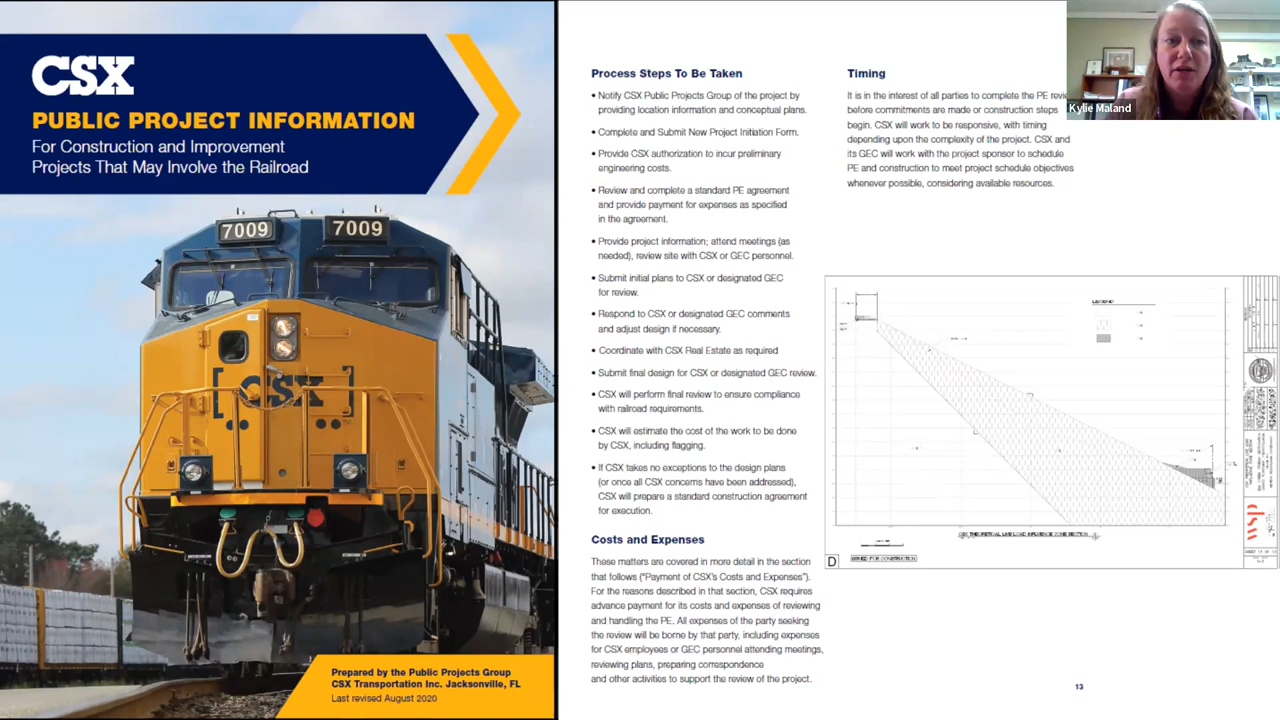 CSX
PUBLIC PROJECT INFORMATION
For Construction and Improvement
Projects That May Involve the Railroad
7009
7009
CSX
Prepared by the Public Projects Group
CSX Transportation Inc. Jacksonville, FL
Last revised August 2020
Process Steps To Be Taken
• Notify CSX Public Projects Group of the project by
providing location information and conceptual plans.
• Complete and Submit New Project Initiation Form.
• Provide CSX authorization to incur preliminary
engineering costs.
• Review and complete a standard PE agreement
and provide payment for expenses as specified
in the agreement.
• Provide project information; attend meetings (as
needed), review site with CSX or GEC personnel.
• Submit initial plans to CSX or designated GEC
for review.
• Respond to CSX or designated GEC comments
and adjust design if necessary.
• Coordinate with CSX Real Estate as required
• Submit final design for CSX or designated GEC review.
• CSX will perform final review to ensure compliance
with railroad requirements.
• CSX will estimate the cost of the work to be done
by CSX, including flagging.
• If CSX takes no exceptions to the design plans
(or once all CSX concerns have been addressed),
CSX will prepare a standard construction agreement
for execution.
Costs and Expenses
These matters are covered in more detail in the section
that follows ("Payment of CSX's Costs and Expenses").
For the reasons described in that section, CSX requires
advance payment for its costs and expenses of reviewing
and handling the PE. All expenses of the party seeking
the review will be borne by that party, including expenses
for CSX employees or GEC personnel attending meetings,
reviewing plans, preparing correspondence
and other activities to support the review of the project.
Timing
It is in the interest of all parties to complete the PE
before commitments are made or construction steps
begin. CSX will work to be responsive, with timing
depending upon the complexity of the project. CSX and
its GEC will work with the project sponsor to schedule
PE and construction to meet project schedule objectives
whenever possible, considering available resources.
Kylie Maland
LEGEND
CSX THEORETICAL LIVE LOAD INFLUENCE ZONE SECTION
D
ISSUED FOR CONSTRUCTION
wsp
13